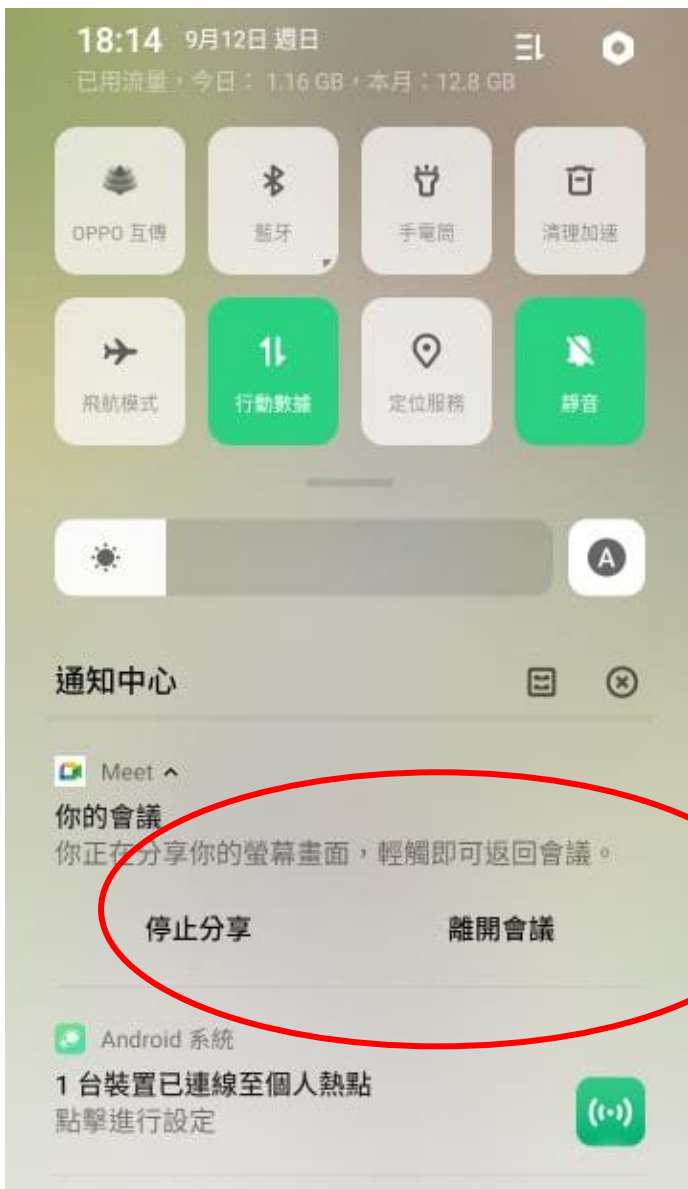 18:14 9月12日 週日
已用流量，今日： 1.16 GB，本月：12.8 GB
OPPO 互傳
藍牙
手電筒
清理加速
飛航模式
行動數據
定位服務
靜音
A
通知中心
Meet
你的會議
你正在分享你的螢幕畫面，輕觸即可返回會議。
停止分享 離開會議
Android 系統
1 台裝置已連線至個人熱點
點擊進行設定